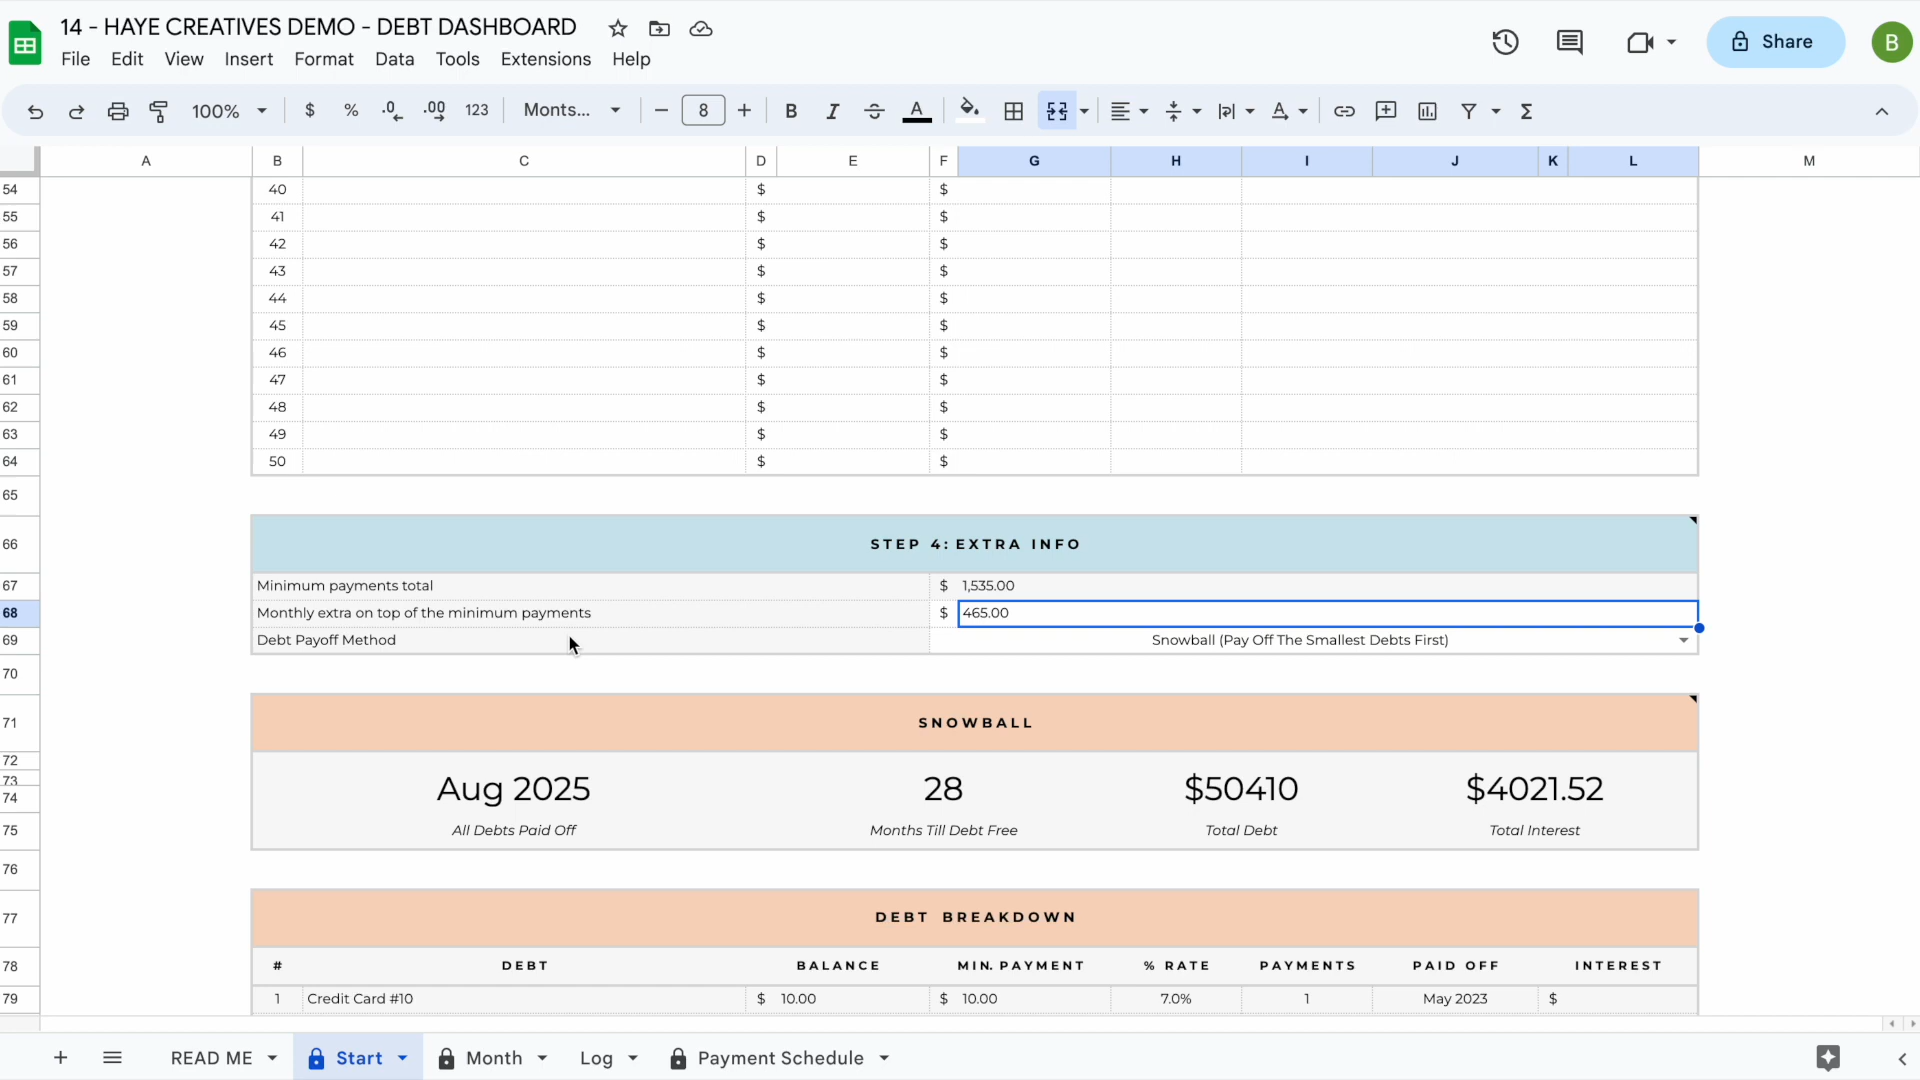 14 - HAYE CREATIVES DEMO - DEBT DASHBOARD
File Edit View Insert Format Data Tools Extensions Help
Share
B
100% $ % .0 .00 123 Monts... 8 B I A
A B C D E F G H I J K L M
54 40 $ $
55 41 $ $
56 42 $ $
57 43 $ $
58 44 $ $
59 45 $ $
60 46 $ $
61 47 $ $
62 48 $ $
63 49 $ $
64 50 $ $
65
66 STEP 4: EXTRA INFO
67 Minimum payments total $ 1,535.00
68 Monthly extra on top of the minimum payments $ 465.00
69 Debt Payoff Method Snowball (Pay Off The Smallest Debts First)
70
71 SNOWBALL
72
73
74 Aug 2025 28 $50410 $4021.52
75 All Debts Paid Off Months Till Debt Free Total Debt Total Interest
76
77 DEBT BREAKDOWN
78 # DEBT BALANCE MIN. PAYMENT % RATE PAYMENTS PAID OFF INTEREST
79 1 Credit Card #10 $ 10.00 $ 10.00 7.0% 1 May 2023 $
READ ME Start Month Log Payment Schedule